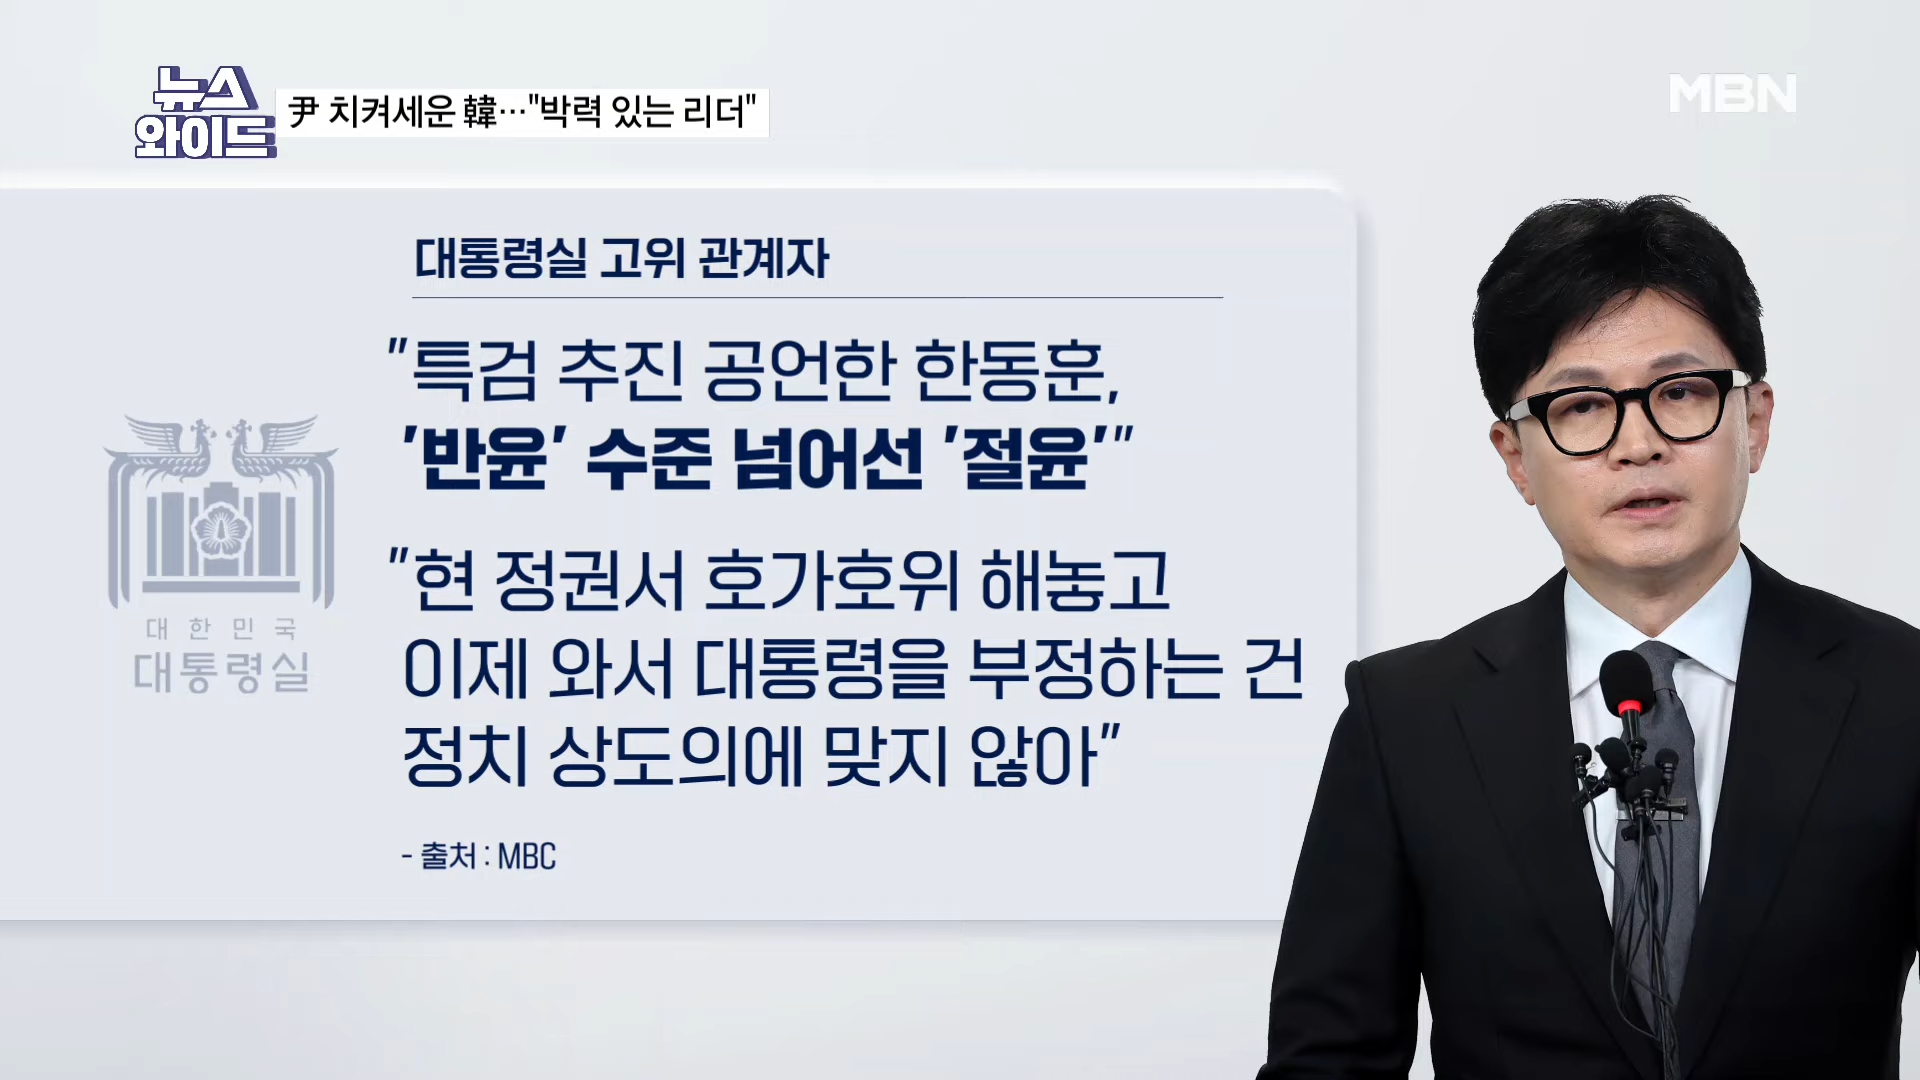 뉴스
와이드
尹 치켜세운 韓…"박력 있는 리더"
MBN
대통령실 고위 관계자
"특검 추진 공언한 한동훈,
'반윤' 수준 넘어선 '절윤'"
"현 정권서 호가호위 해놓고
이제 와서 대통령을 부정하는 건
정치 상도의에 맞지 않아"
- 출처 : MBC
대한민국
대통령실